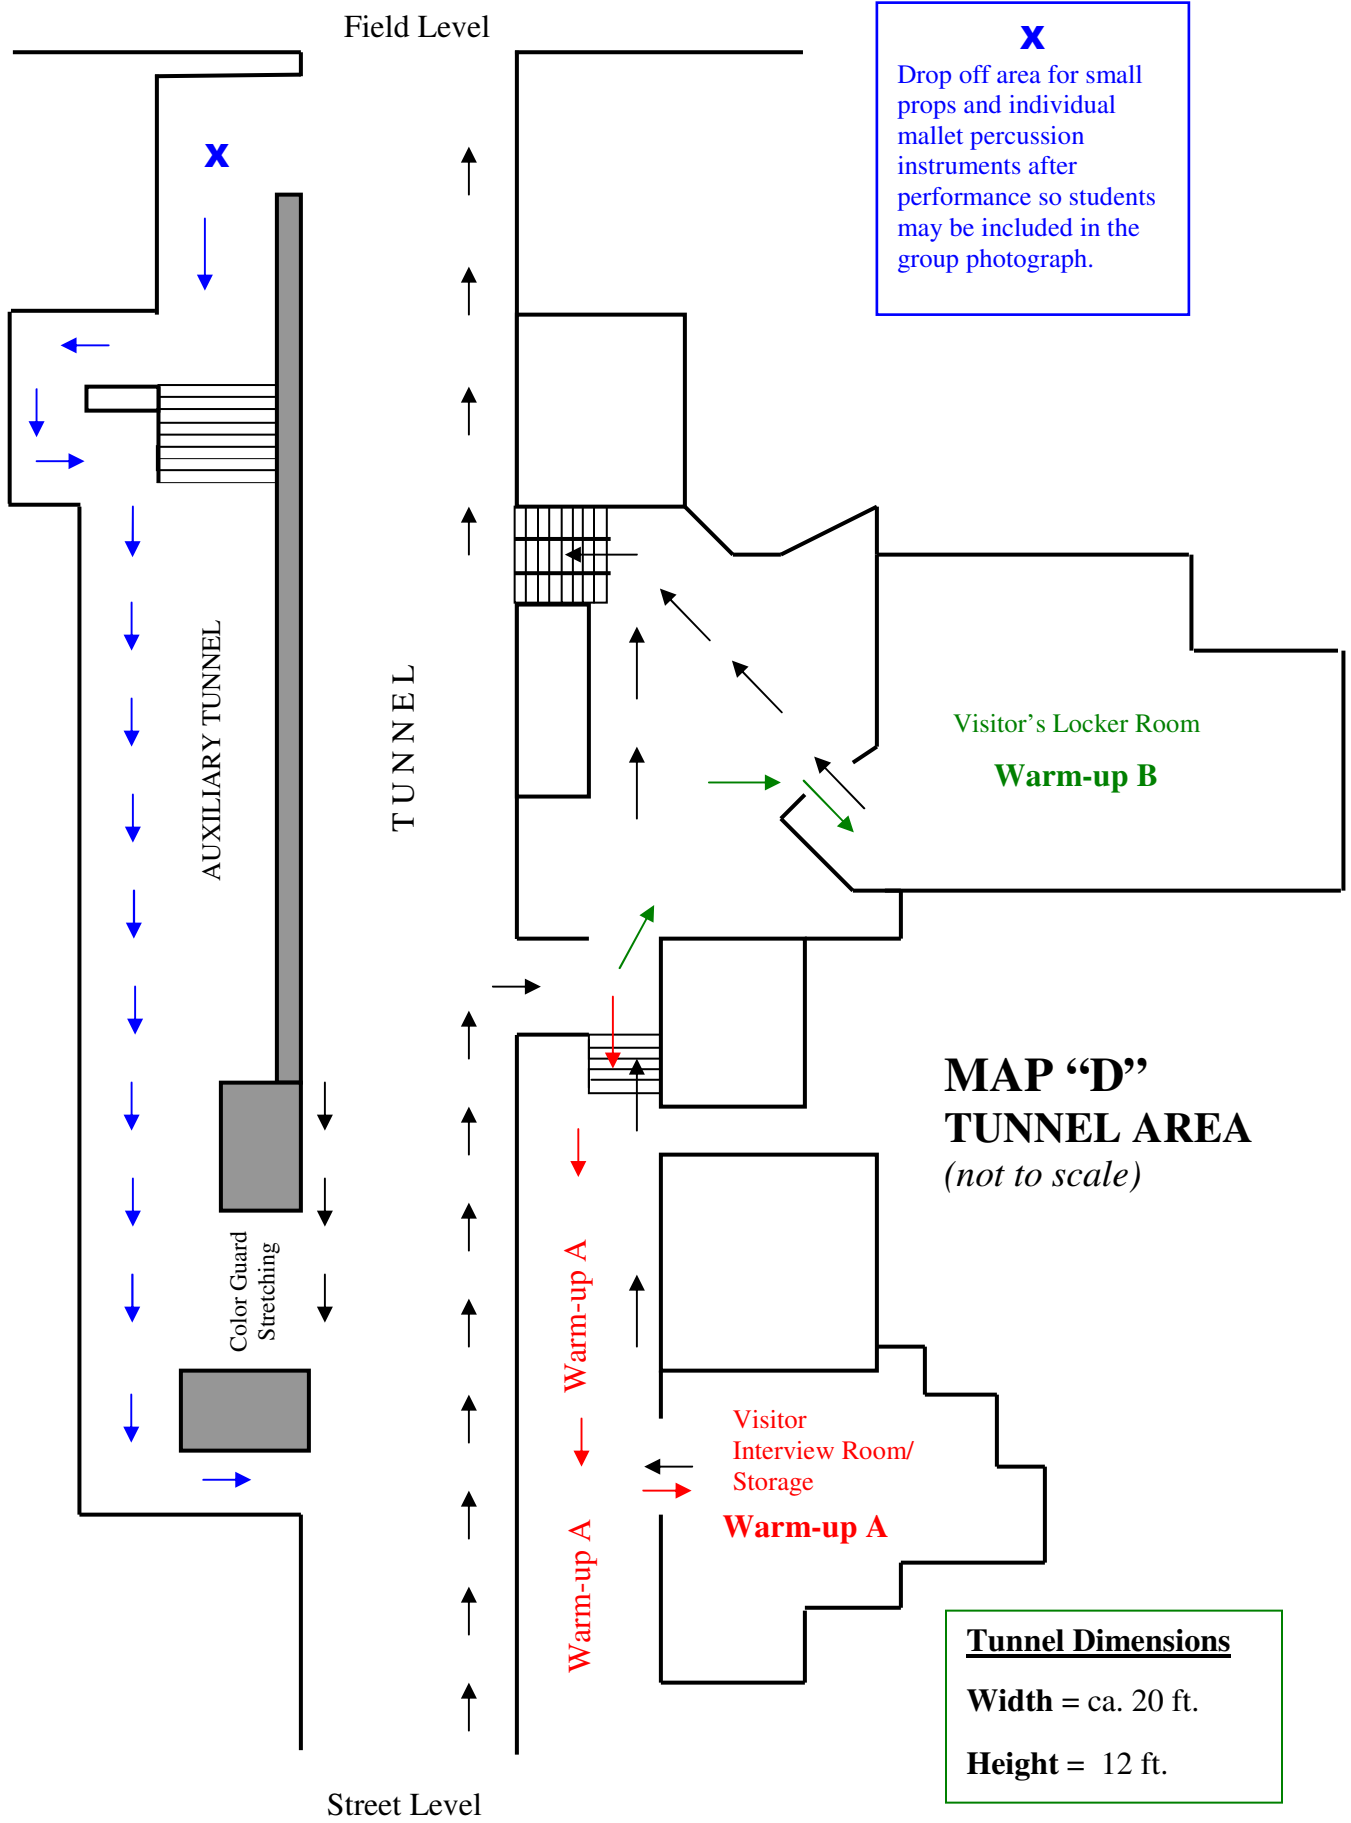 Field Level
x
Drop off area for small
props and individual
mallet percussion
instruments after
performance so students
may be included in the
group photograph.
x
AUXILIARY TUNNEL
TUNNEL
Visitor’s Locker Room
Warm-up B
MAP “D”
TUNNEL AREA
(not to scale)
Color Guard
Stretching
Warm-up A
Visitor
Interview Room/
Storage
Warm-up A
Warm-up A
Tunnel Dimensions
Width = ca. 20 ft.
Height = 12 ft.
Street Level